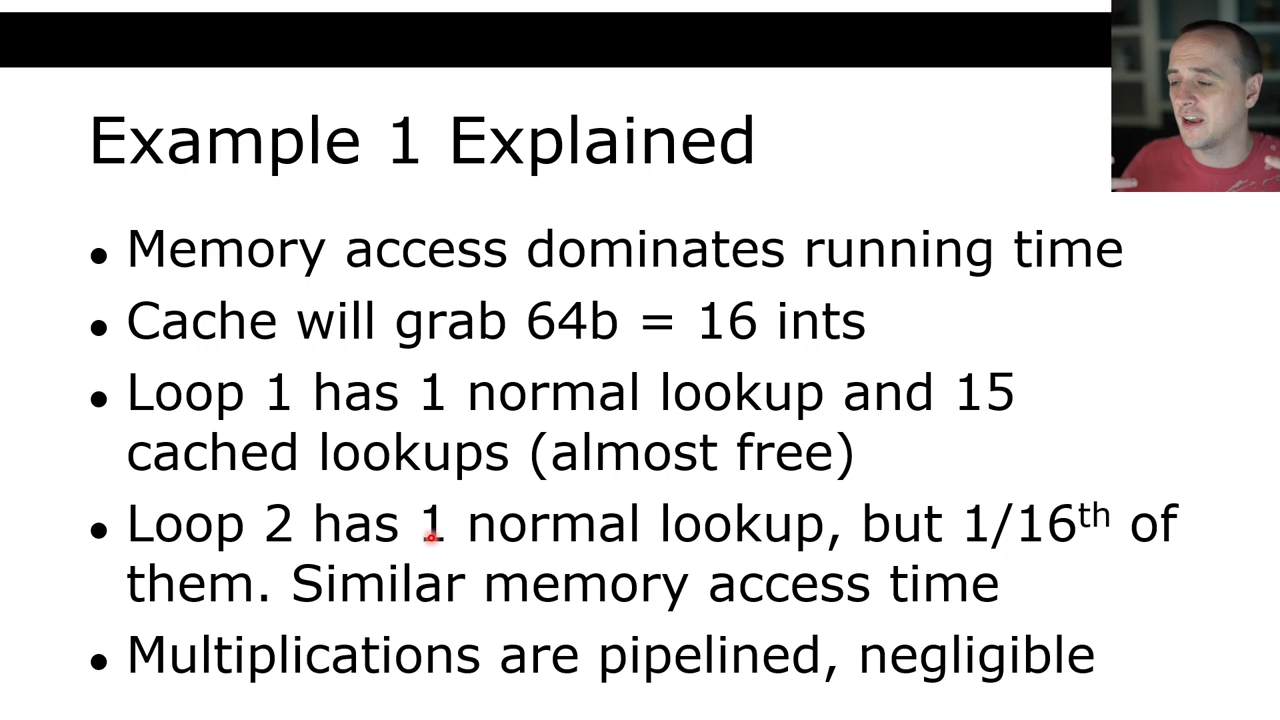 Example 1 Explained
● Memory access dominates running time
● Cache will grab 64b = 16 ints
● Loop 1 has 1 normal lookup and 15
cached lookups (almost free)
● Loop 2 has 1 normal lookup, but 1/16th of
them. Similar memory access time
● Multiplications are pipelined, negligible